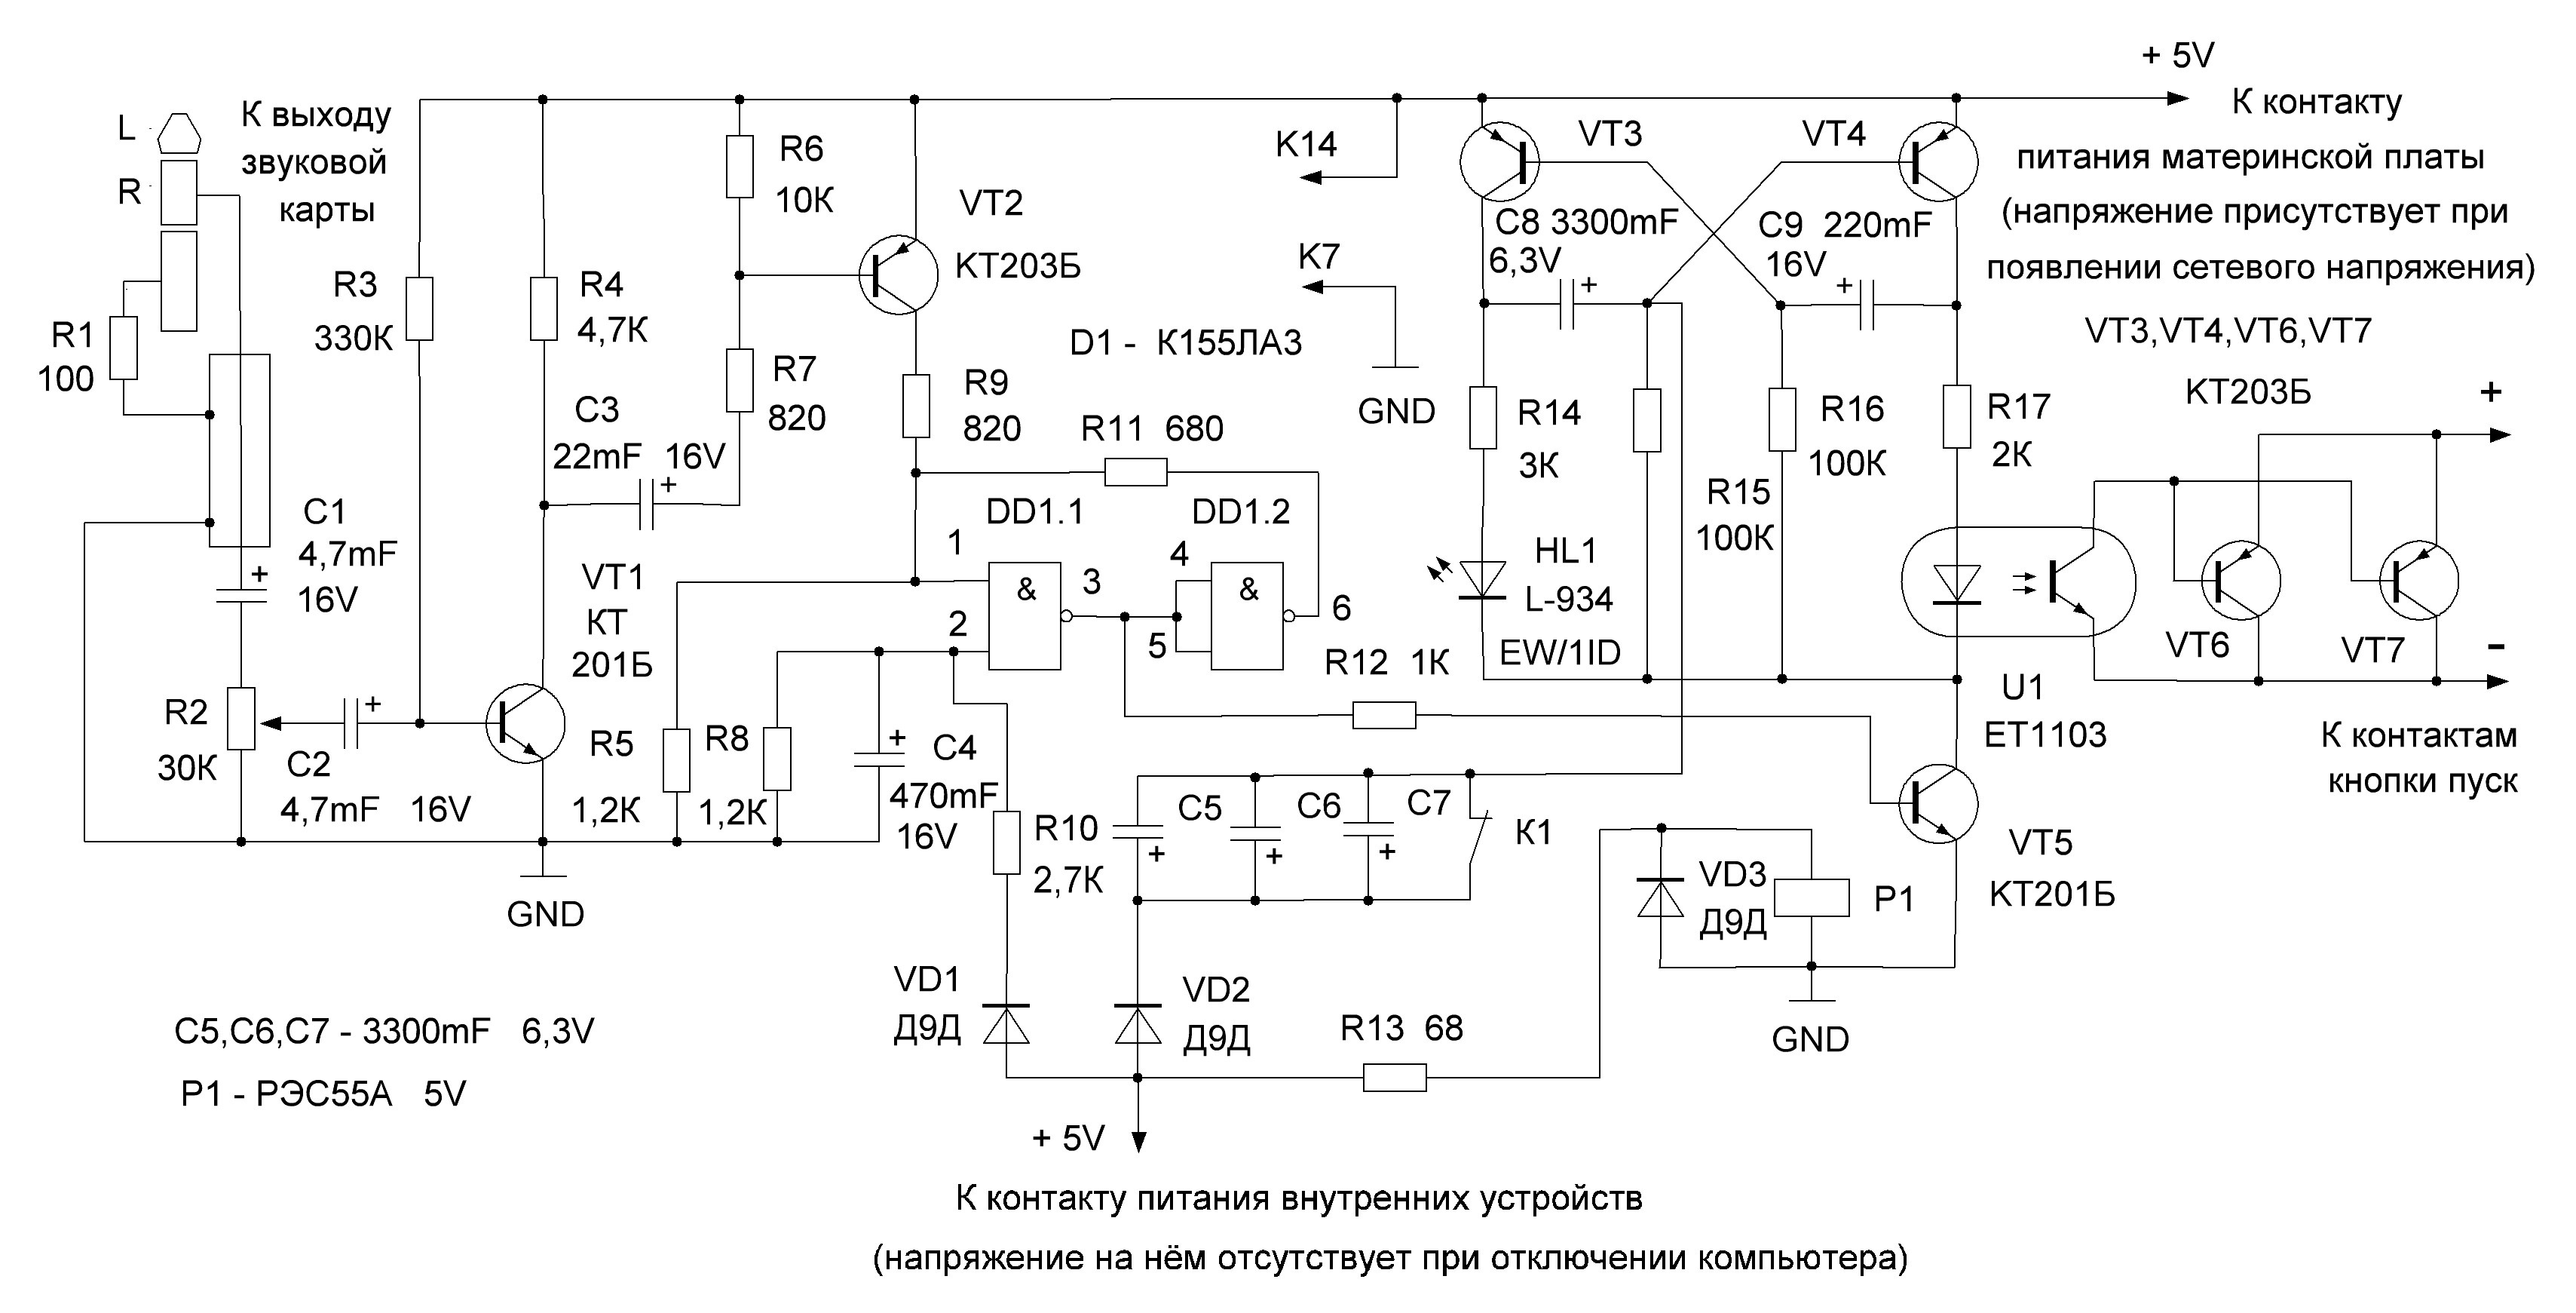 + 5V
К контакту
питания материнской платы
(напряжение присутствует при
появлении сетевого напряжения)
VT3,VT4,VT6,VT7
КТ203Б
L
R
К выходу
звуковой
карты
R1
100
R3
330К
R4
4,7К
R6
10К
R7
820
VT2
КТ203Б
C3
22mF 16V
+
R9
820
D1 - К155ЛА3
R11 680
К14
К7
GND
VT3
VT4
C8 3300mF
6,3V
+
C9 220mF
16V
+
R14
3К
R16
100К
R15
100К
R17
2К
HL1
L-934
EW/1ID
C1
4,7mF
16V
+
VT1
КТ
201Б
R2
30К
C2
4,7mF 16V
+
R5
1,2К
R8
1,2К
C4
470mF
16V
+
DD1.1
DD1.2
1
2
3
4
5
6
&
&
R12 1К
R10
2,7К
C5
C6
C7
+
+
+
К1
VD1
Д9Д
VD2
Д9Д
VD3
Д9Д
P1
R13 68
VT5
КТ201Б
U1
ET1103
VT6
VT7
+
-
К контактам
кнопки пуск
GND
GND
C5,C6,C7 - 3300mF 6,3V
P1 - РЭС55А 5V
+ 5V
К контакту питания внутренних устройств
(напряжение на нём отсутствует при отключении компьютера)